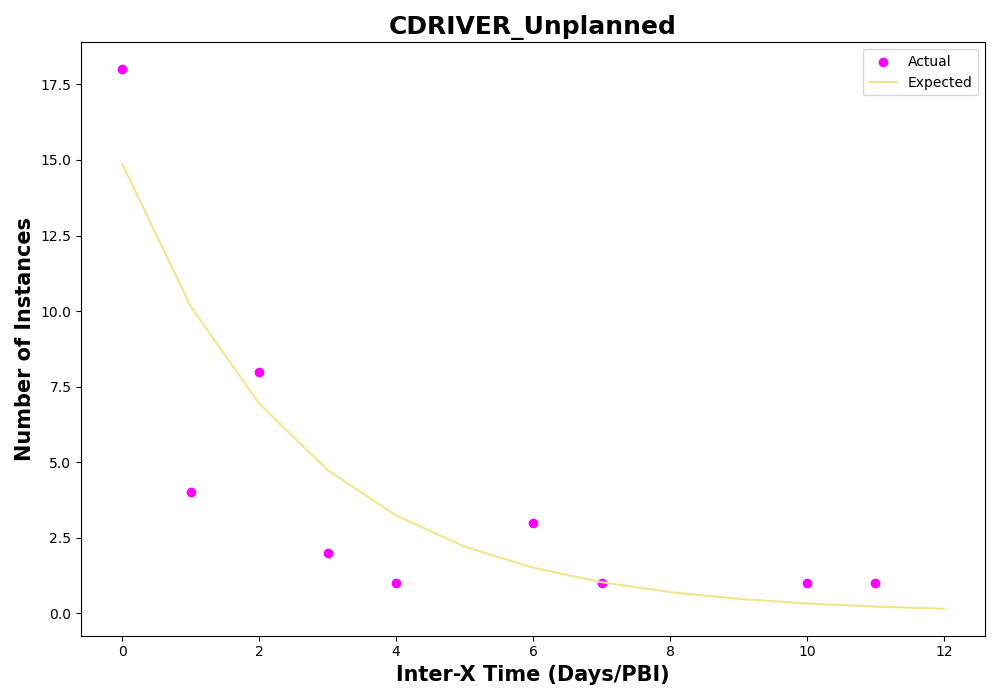 CDRIVER_Unplanned
Actual
Expected
Number of Instances
17.5
15.0
12.5
10.0
7.5
5.0
2.5
0.0
0 2 4 6 8 10 12
Inter-X Time (Days/PBI)